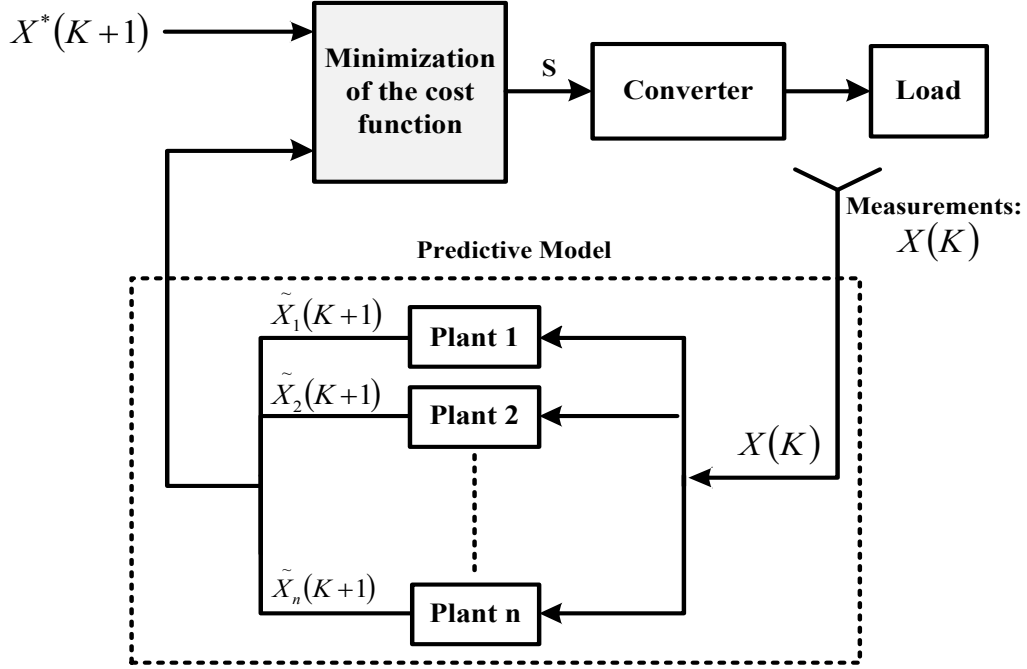 X*(K+1)
Minimization
of the cost
function
S
Converter
Load
Measurements:
X(K)
Predictive Model
X̃₁(K+1)
Plant 1
X̃₂(K+1)
Plant 2
X(K)
X̃ₙ(K+1)
Plant n